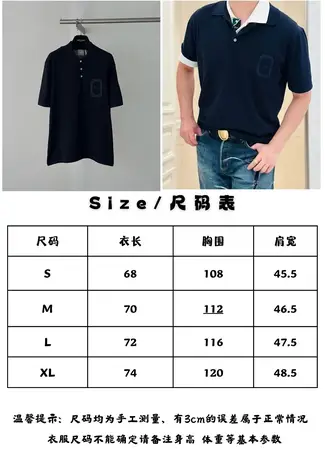 Size/尺码表
尺码 衣长 胸围 肩宽
S 68 108 45.5
M 70 112 46.5
L 72 116 47.5
XL 74 120 48.5
温馨提示：尺码均为手工测量、有3cm的误差属于正常情况
衣服尺码不能确定请备注身高 体重等基本参数